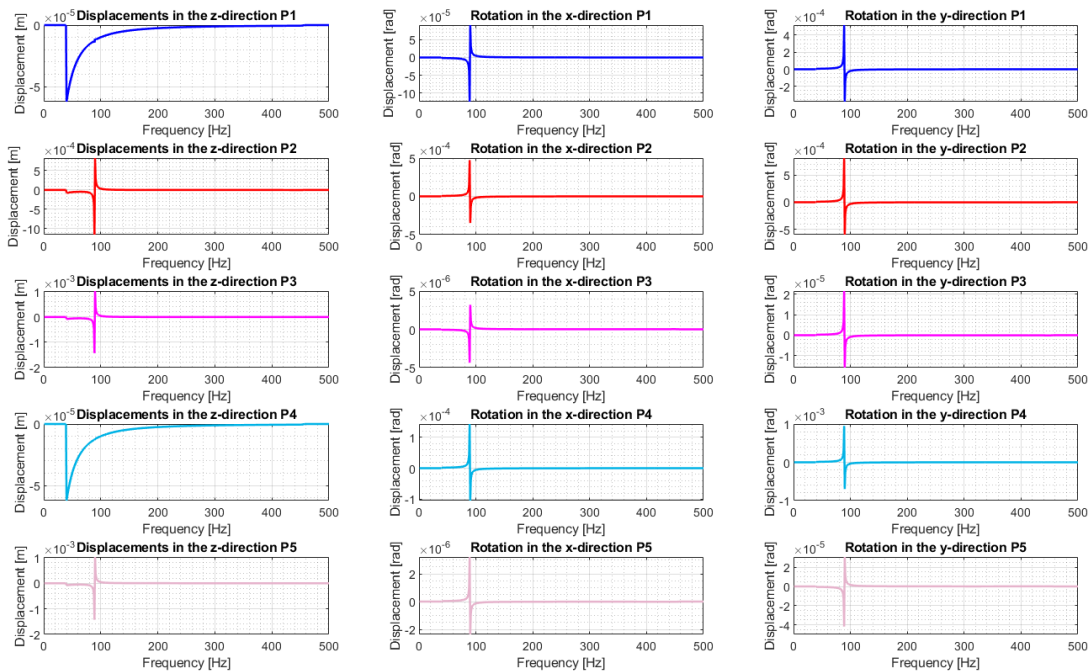 ×10^-5 Displacements in the z-direction P1
Displacement [m]
0
-5
0 100 200 300 400 500
Frequency [Hz]
×10^-5 Rotation in the x-direction P1
Displacement [rad]
5
0
-5
-10
0 100 200 300 400 500
Frequency [Hz]
×10^-4 Rotation in the y-direction P1
Displacement [rad]
4
2
0
-2
0 100 200 300 400 500
Frequency [Hz]
×10^-4 Displacements in the z-direction P2
Displacement [m]
5
0
-5
-10
0 100 200 300 400 500
Frequency [Hz]
×10^-4 Rotation in the x-direction P2
Displacement [rad]
5
0
-5
0 100 200 300 400 500
Frequency [Hz]
×10^-4 Rotation in the y-direction P2
Displacement [rad]
5
0
-5
0 100 200 300 400 500
Frequency [Hz]
×10^-3 Displacements in the z-direction P3
Displacement [m]
1
0
-1
-2
0 100 200 300 400 500
Frequency [Hz]
×10^-6 Rotation in the x-direction P3
Displacement [rad]
5
0
-5
0 100 200 300 400 500
Frequency [Hz]
×10^-5 Rotation in the y-direction P3
Displacement [rad]
2
1
0
-1
0 100 200 300 400 500
Frequency [Hz]
×10^-5 Displacements in the z-direction P4
Displacement [m]
0
-5
0 100 200 300 400 500
Frequency [Hz]
×10^-4 Rotation in the x-direction P4
Displacement [rad]
1
0
-1
0 100 200 300 400 500
Frequency [Hz]
×10^-3 Rotation in the y-direction P4
Displacement [rad]
1
0
-1
0 100 200 300 400 500
Frequency [Hz]
×10^-3 Displacements in the z-direction P5
Displacement [m]
1
0
-1
-2
0 100 200 300 400 500
Frequency [Hz]
×10^-6 Rotation in the x-direction P5
Displacement [rad]
2
0
-2
0 100 200 300 400 500
Frequency [Hz]
×10^-5 Rotation in the y-direction P5
Displacement [rad]
2
0
-2
-4
0 100 200 300 400 500
Frequency [Hz]